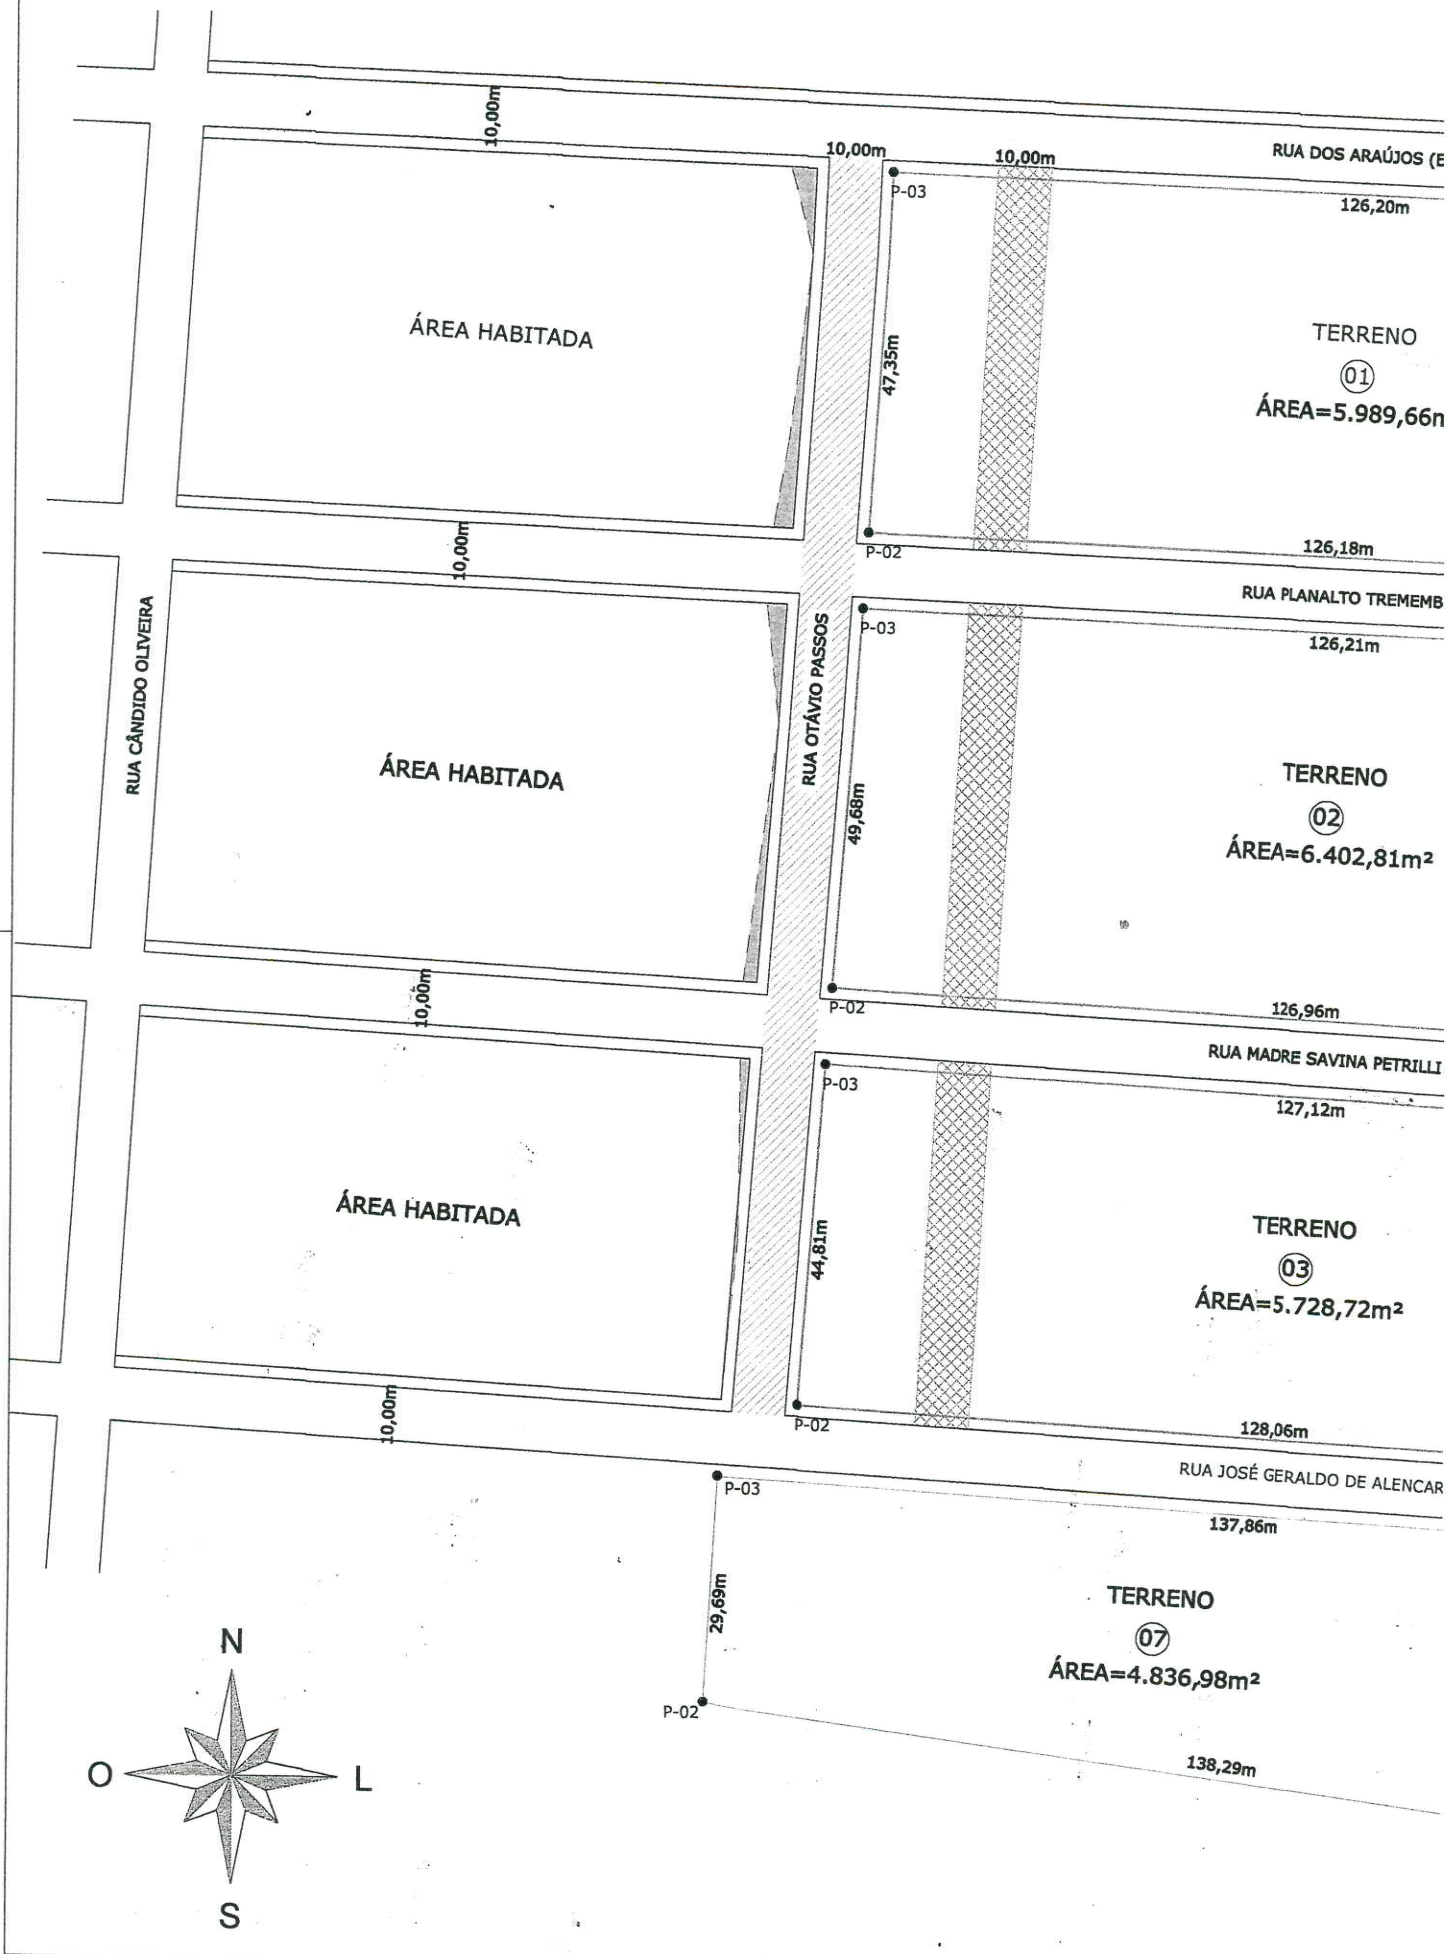 10,00m
10,00m
10,00m
RUA DOS ARAÚJOS (E
P-03
126,20m
ÁREA HABITADA
47,35m
TERRENO
01
ÁREA=5.989,66m
10,00m
P-02
126,18m
RUA PLANALTO TREMEMB
P-03
126,21m
RUA CÂNDIDO OLIVEIRA
RUA OTÁVIO PASSOS
ÁREA HABITADA
49,68m
TERRENO
02
ÁREA=6.402,81m²
10,00m
P-02
126,96m
RUA MADRE SAVINA PETRILLI
P-03
127,12m
ÁREA HABITADA
44,81m
TERRENO
03
ÁREA=5.728,72m²
10,00m
P-02
128,06m
RUA JOSÉ GERALDO DE ALENCAR
P-03
137,86m
29,69m
TERRENO
07
ÁREA=4.836,98m²
P-02
138,29m
N
O
L
S